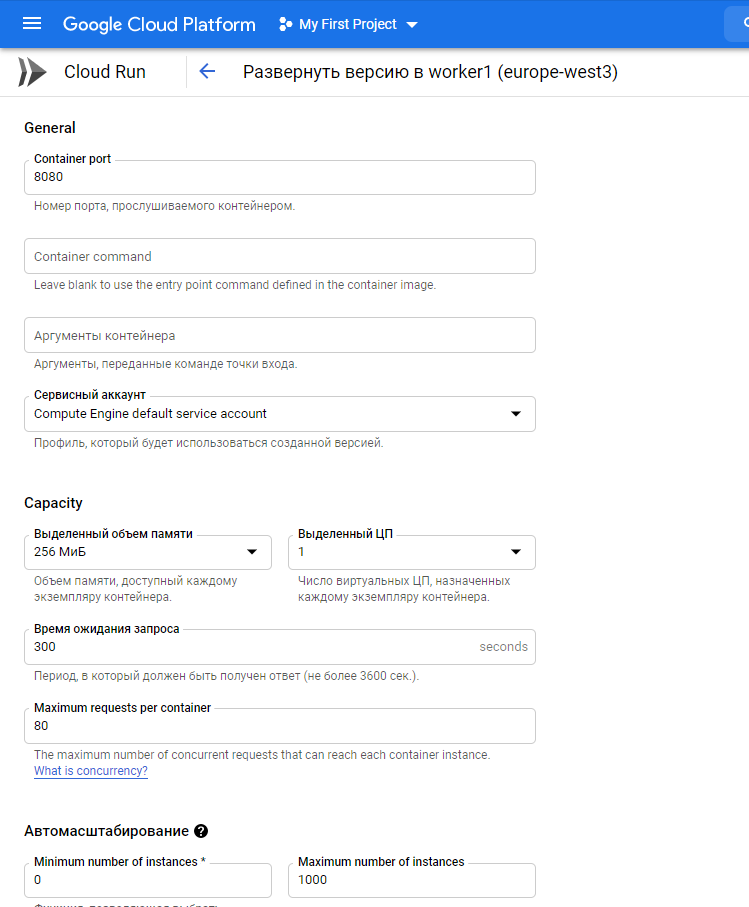 Google Cloud Platform My First Project
Cloud Run Развернуть версию в worker1 (europe-west3)
General
Container port
8080
Номер порта, прослушиваемого контейнером.
Container command
Leave blank to use the entry point command defined in the container image.
Аргументы контейнера
Аргументы, переданные команде точки входа.
Сервисный аккаунт
Compute Engine default service account
Профиль, который будет использоваться созданной версией.
Capacity
Выделенный объем памяти Выделенный ЦП
256 МиБ 1
Объем памяти, доступный каждому Число виртуальных ЦП, назначенных
экземпляру контейнера. каждому экземпляру контейнера.
Время ожидания запроса
300 seconds
Период, в который должен быть получен ответ (не более 3600 сек.).
Maximum requests per container
80
The maximum number of concurrent requests that can reach each container instance.
What is concurrency?
Автомасштабирование ?
Minimum number of instances * Maximum number of instances
0 1000